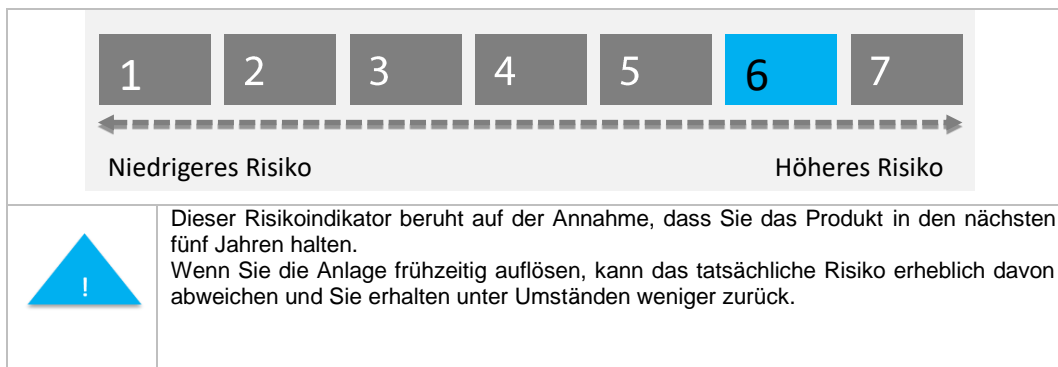 1 2 3 4 5 6 7
Niedrigeres Risiko Höheres Risiko
Dieser Risikoindikator beruht auf der Annahme, dass Sie das Produkt in den nächsten
fünf Jahren halten.
Wenn Sie die Anlage frühzeitig auflösen, kann das tatsächliche Risiko erheblich davon
abweichen und Sie erhalten unter Umständen weniger zurück.
!